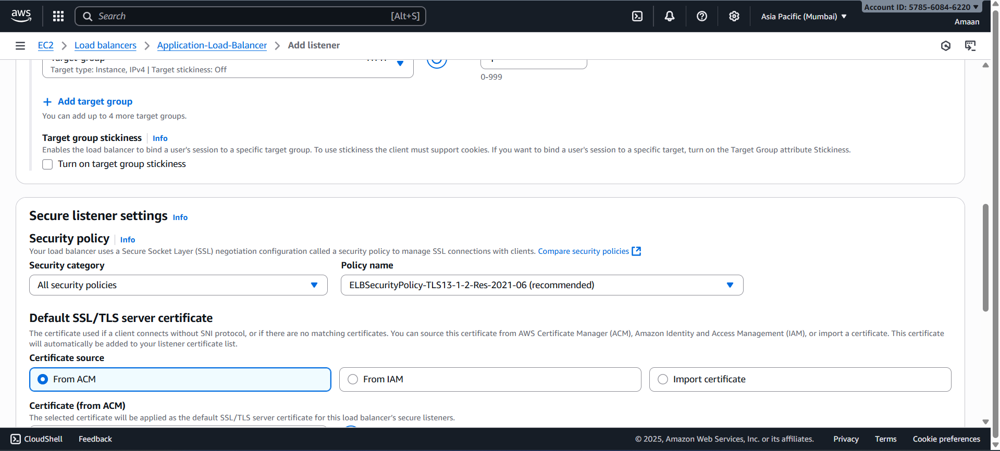 aws
Search
[Alt+S]
Asia Pacific (Mumbai)
Account ID: 5785-6084-6220
Amaan
EC2
Load balancers
Application-Load-Balancer
Add listener
Target type: Instance, IPv4 | Target stickiness: Off
0-999
Add target group
You can add up to 4 more target groups.
Target group stickiness Info
Enables the load balancer to bind a user's session to a specific target group. To use stickiness the client must support cookies. If you want to bind a user's session to a specific target, turn on the Target Group attribute Stickiness.
Turn on target group stickiness
Secure listener settings Info
Security policy Info
Your load balancer uses a Secure Socket Layer (SSL) negotiation configuration called a security policy to manage SSL connections with clients. Compare security policies
Security category
Policy name
All security policies
ELBSecurityPolicy-TLS13-1-2-Res-2021-06 (recommended)
Default SSL/TLS server certificate
The certificate used if a client connects without SNI protocol, or if there are no matching certificates. You can source this certificate from AWS Certificate Manager (ACM), Amazon Identity and Access Management (IAM), or import a certificate. This certificate
will automatically be added to your listener certificate list.
Certificate source
From ACM
From IAM
Import certificate
Certificate (from ACM)
The selected certificate will be applied as the default SSL/TLS server certificate for this load balancer's secure listeners.
CloudShell
Feedback
© 2025, Amazon Web Services, Inc. or its affiliates.
Privacy
Terms
Cookie preferences